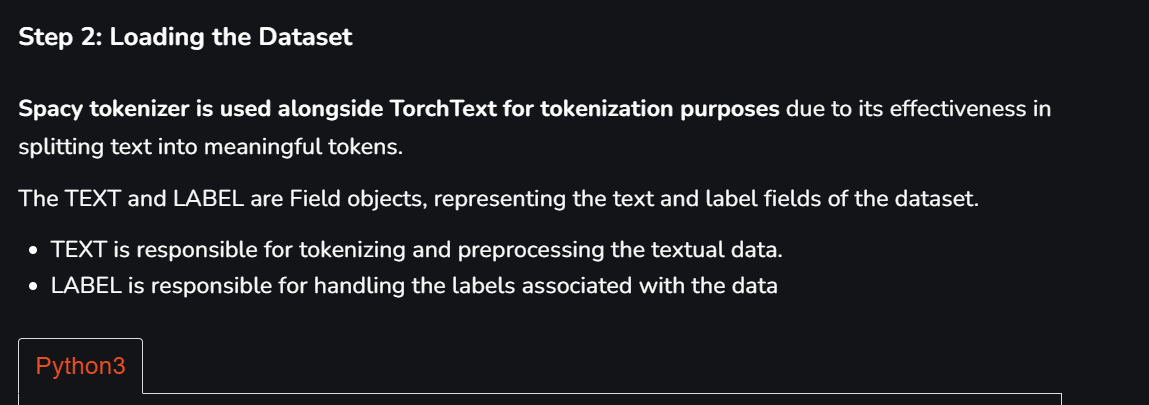 Step 2: Loading the Dataset
Spacy tokenizer is used alongside TorchText for tokenization purposes due to its effectiveness in
splitting text into meaningful tokens.
The TEXT and LABEL are Field objects, representing the text and label fields of the dataset.
• TEXT is responsible for tokenizing and preprocessing the textual data.
• LABEL is responsible for handling the labels associated with the data
Python3